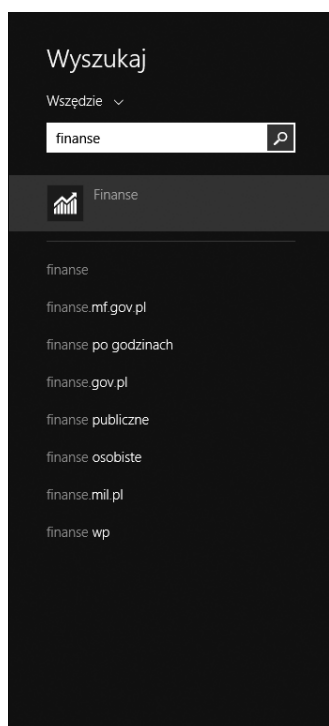 Wyszukaj
Wszędzie
finanse
Finanse
finanse
finanse.mf.gov.pl
finanse po godzinach
finanse.gov.pl
finanse publiczne
finanse osobiste
finanse.mil.pl
finanse wp